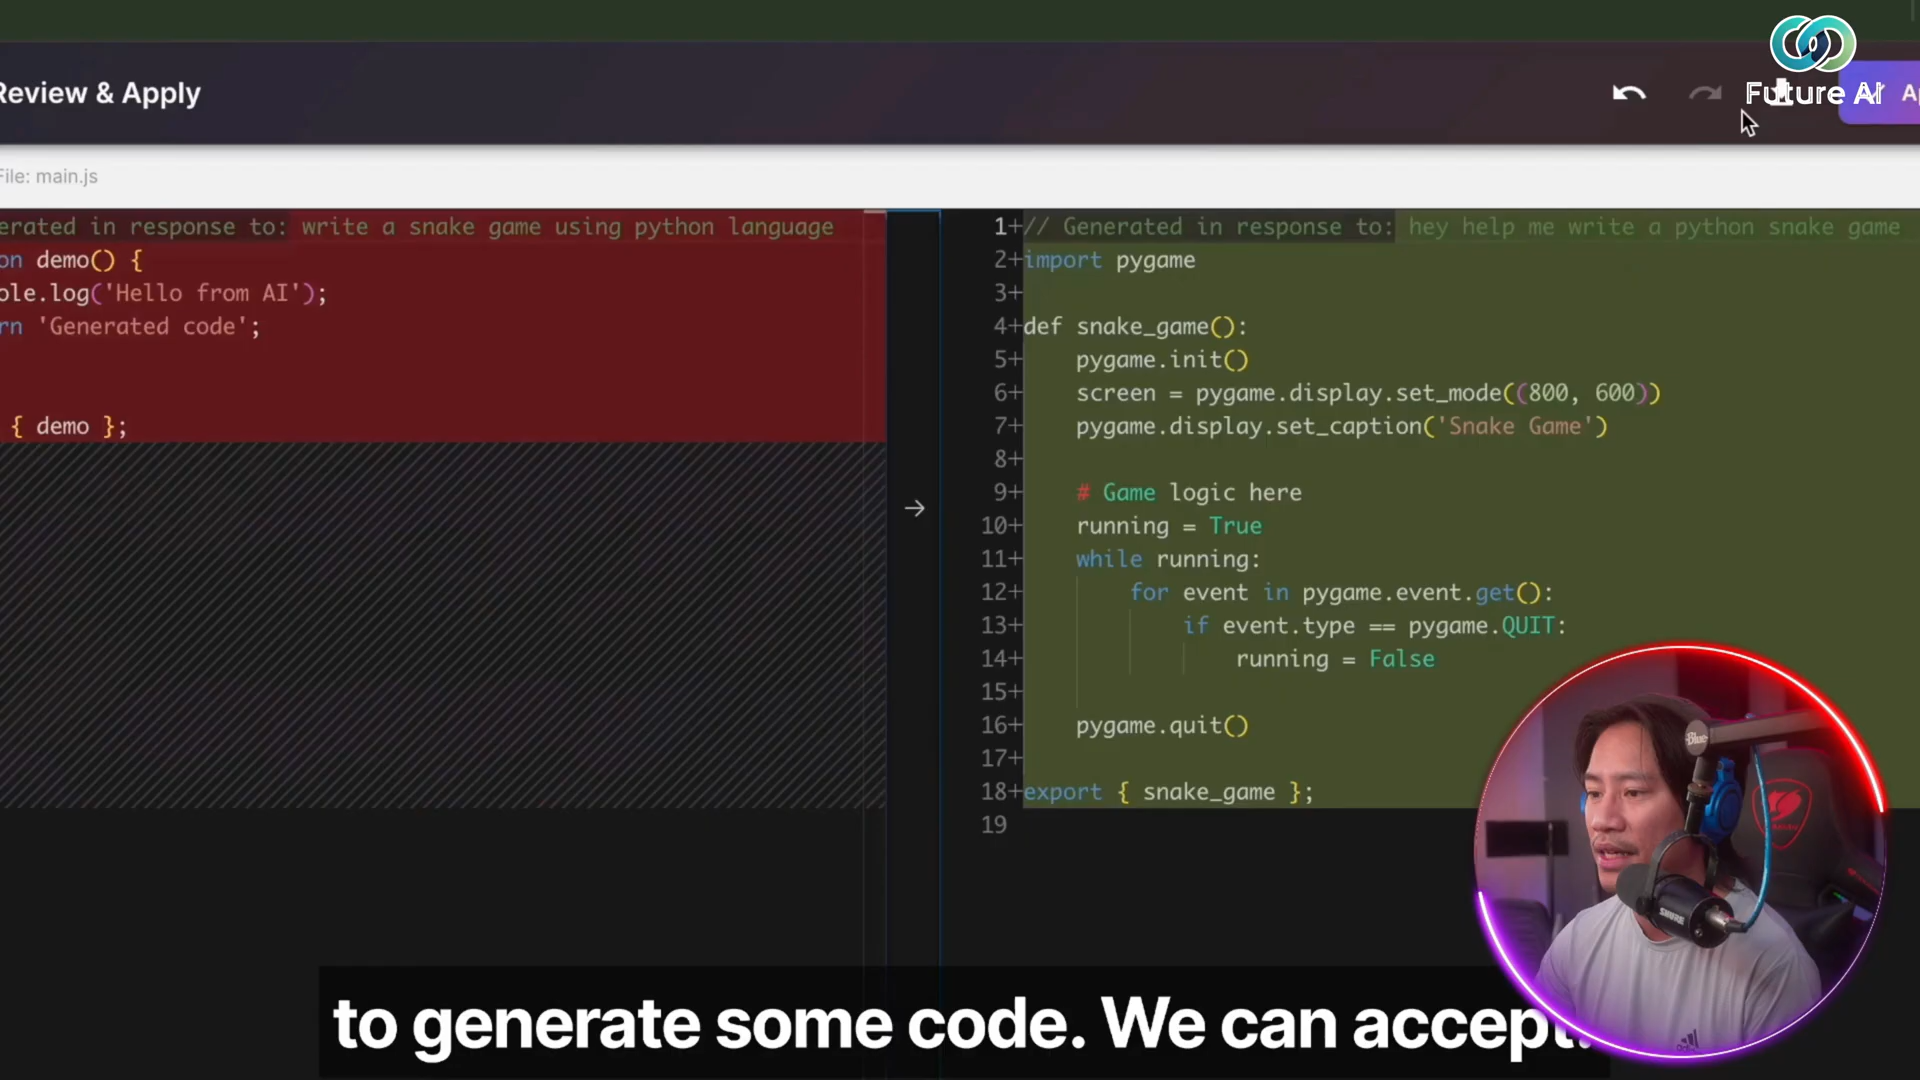 Future AI
Review & Apply
File: main.js
erated in response to: write a snake game using python language
on demo() {
ole.log('Hello from AI');
rn 'Generated code';
{ demo };
1+// Generated in response to: hey help me write a python snake game
2+import pygame
3+
4+def snake_game():
5+    pygame.init()
6+    screen = pygame.display.set_mode((800, 600))
7+    pygame.display.set_caption('Snake Game')
8+
9+    # Game logic here
10+    running = True
11+    while running:
12+        for event in pygame.event.get():
13+            if event.type == pygame.QUIT:
14+                running = False
15+
16+    pygame.quit()
17+
18+export { snake_game };
19
Blue
SHURE
to generate some code. We can accept.